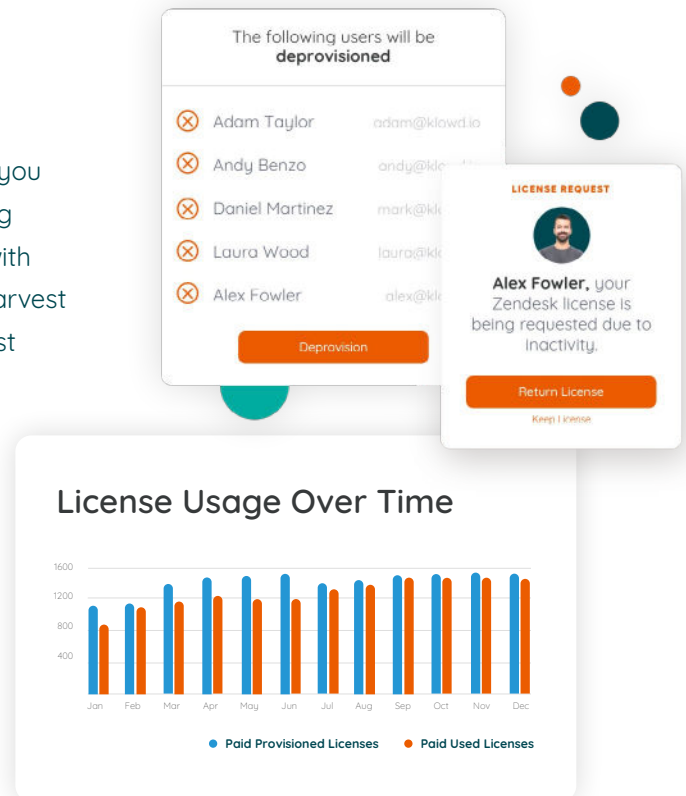 you
g
vith
arvest
st
The following users will be
deprovisioned
Adam Taylor adam@klowd.io
Andy Benzo
Daniel Martinez
Laura Wood
Alex Fowler
Deprovision
LICENSE REQUEST
Alex Fowler, your
Zendesk license is
being requested due to
inactivity.
Return License
Keep License
License Usage Over Time
1600
1200
800
400
Jan Feb Mar Apr May Jun Jul Aug Sep Oct Nov Dec
Paid Provisioned Licenses Paid Used Licenses